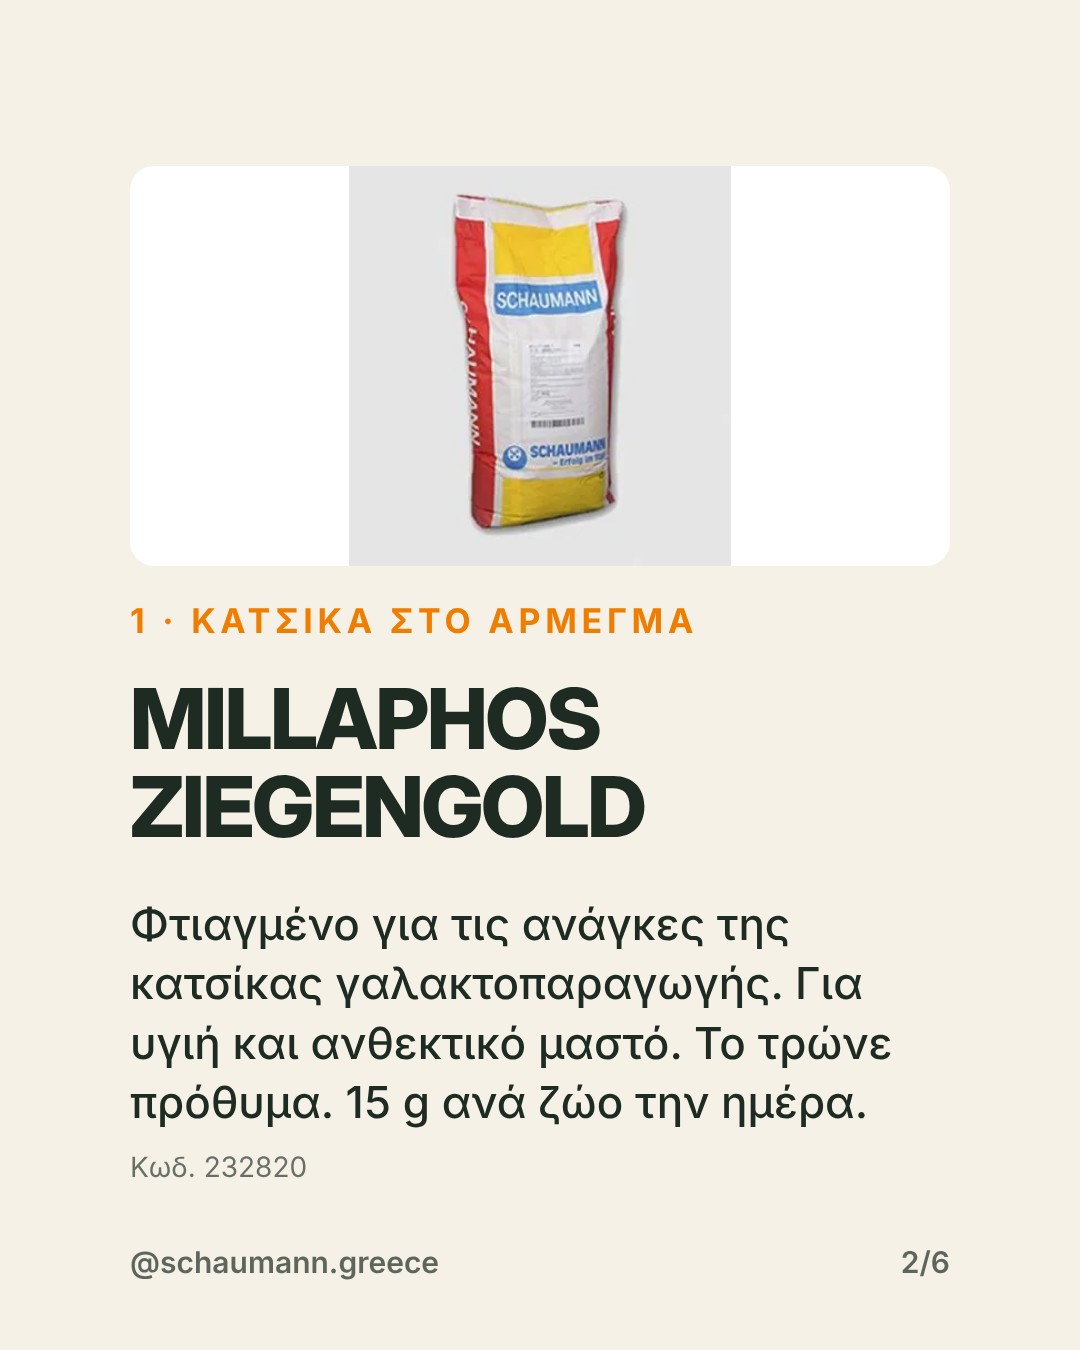 SCHAUMANN
SCHAUMANN
SCHAUMANN
1 · ΚΑΤΣΙΚΑ ΣΤΟ ΑΡΜΕΓΜΑ
MILLAPHOS
ZIEGENGOLD
Φτιαγμένο για τις ανάγκες της
κατσίκας γαλακτοπαραγωγής. Για
υγιή και ανθεκτικό μαστό. Το τρώνε
πρόθυμα. 15 g ανά ζώο την ημέρα.
Κωδ. 232820
@schaumann.greece
2/6